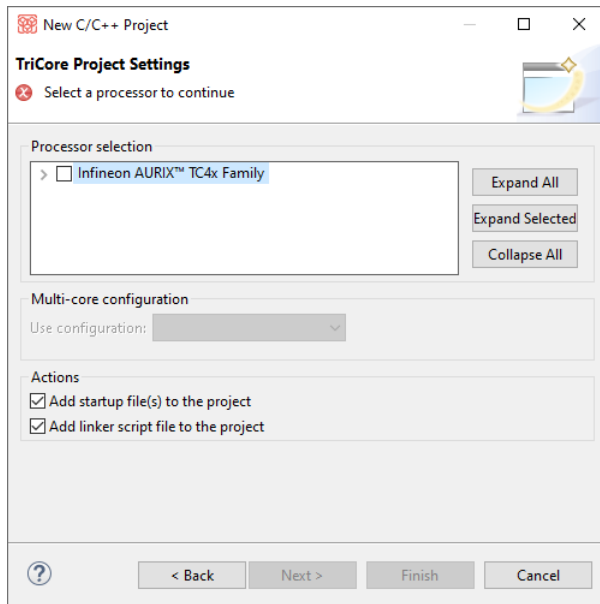 New C/C++ Project
TriCore Project Settings
Select a processor to continue
Processor selection
Infineon AURIX™ TC4x Family
Expand All
Expand Selected
Collapse All
Multi-core configuration
Use configuration:
Actions
Add startup file(s) to the project
Add linker script file to the project
?
< Back
Next >
Finish
Cancel